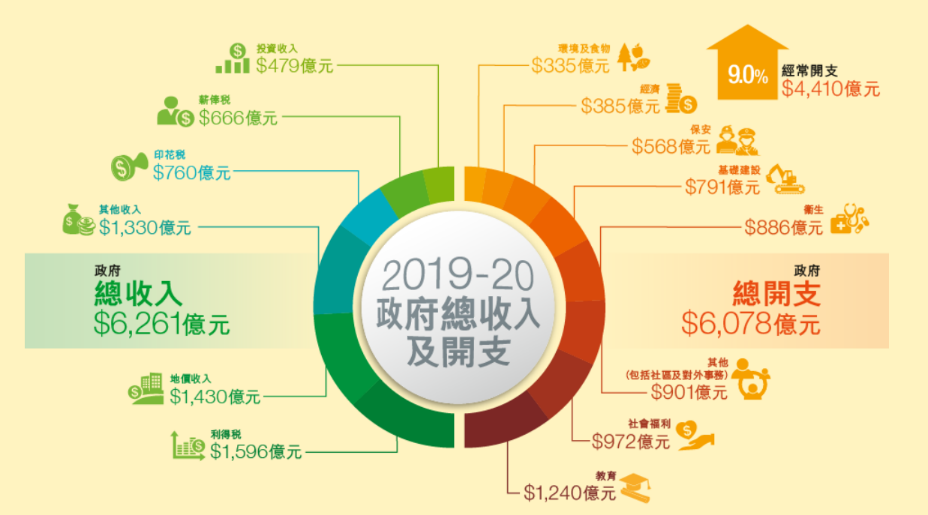 投資收入
$479億元
薪俸稅
$666億元
印花稅
$760億元
其他收入
$1,330億元
政府
總收入
$6,261億元
地價收入
$1,430億元
利得稅
$1,596億元
2019-20
政府總收入
及開支
環境及食物
$335億元
經濟
$385億元
保安
$568億元
基礎建設
$791億元
衞生
$886億元
政府
總開支
$6,078億元
其他
(包括社區及對外事務)
$901億元
社會福利
$972億元
教育
$1,240億元
9.0%
經常開支
$4,410億元